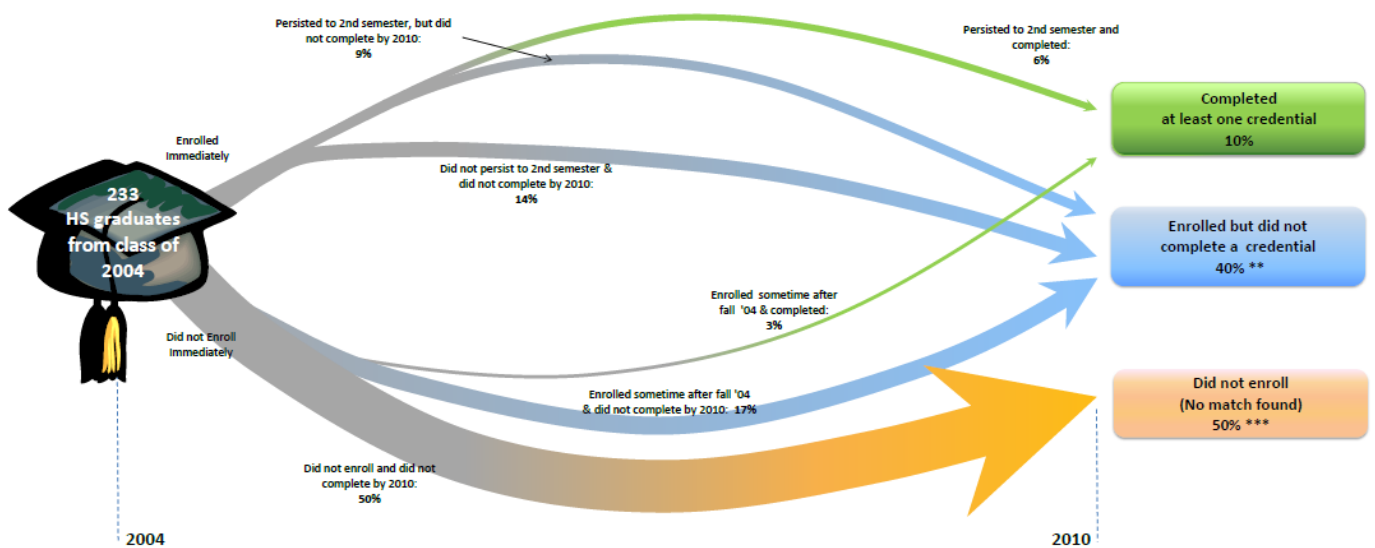 Persisted to 2nd semester, but did
not complete by 2010:
9%
Persisted to 2nd semester and
completed:
6%
Completed
at least one credential
10%
Enrolled
Immediately
Did not persist to 2nd semester &
did not complete by 2010:
14%
233
HS graduates
from class of
2004
Enrolled but did not
complete a credential
40% **
Enrolled sometime after
fall '04 & completed:
3%
Did not Enroll
Immediately
Enrolled sometime after fall '04
& did not complete by 2010: 17%
Did not enroll
(No match found)
50% ***
Did not enroll and did not
complete by 2010:
50%
2004
2010